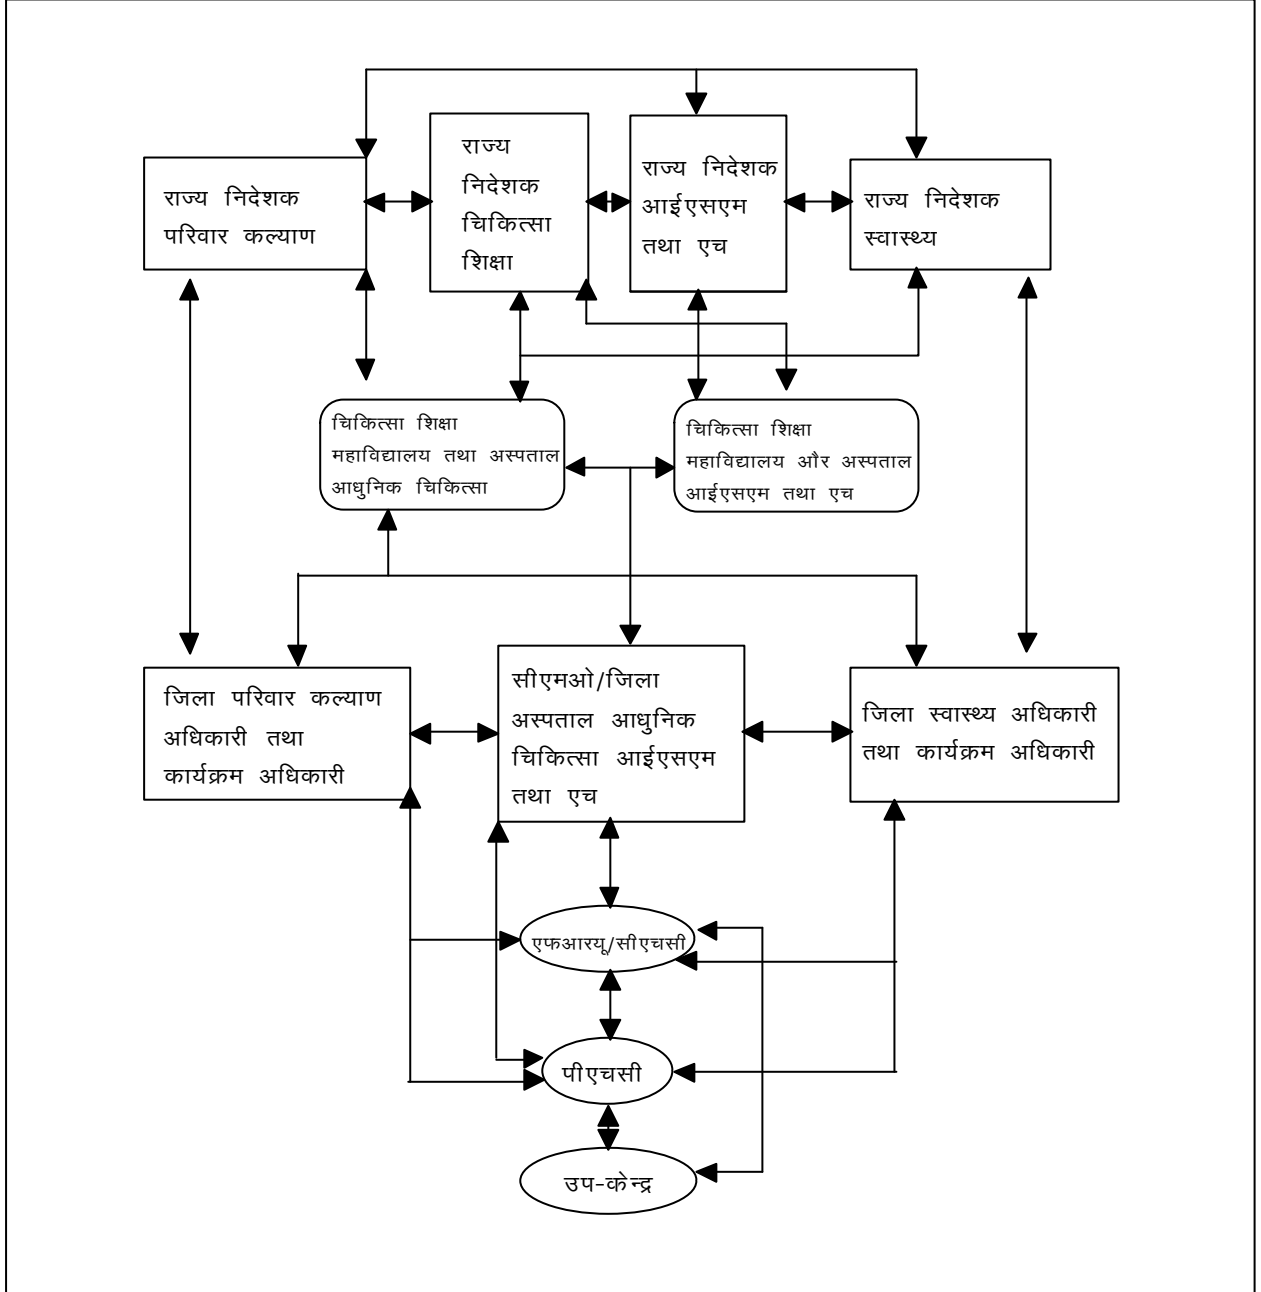 राज्य निदेशक
परिवार कल्याण
राज्य
निदेशक
चिकित्सा
शिक्षा
राज्य निदेशक
आईएसएम
तथा एच
राज्य निदेशक
स्वास्थ्य
चिकित्सा शिक्षा
महाविद्यालय तथा अस्पताल
आधुनिक चिकित्सा
चिकित्सा शिक्षा
महाविद्यालय और अस्पताल
आईएसएम तथा एच
जिला परिवार कल्याण
अधिकारी तथा
कार्यक्रम अधिकारी
सीएमओ/जिला
अस्पताल आधुनिक
चिकित्सा आईएसएम
तथा एच
जिला स्वास्थ्य अधिकारी
तथा कार्यक्रम अधिकारी
एफआरयू/सीएचसी
पीएचसी
उप-केन्द्र